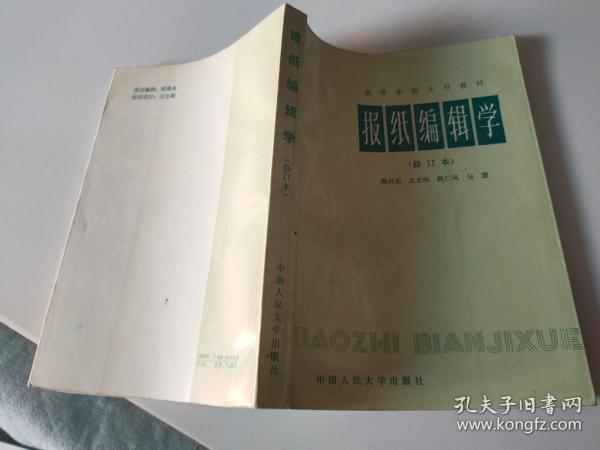 高等学校文科教材
报纸编辑学
(修订本)
BAOZHI BIANJIXUE
中国人民大学出版社
报纸编辑学
(修订本)
中国人民大学出版社
孔夫子旧书网
www.kongfz.com